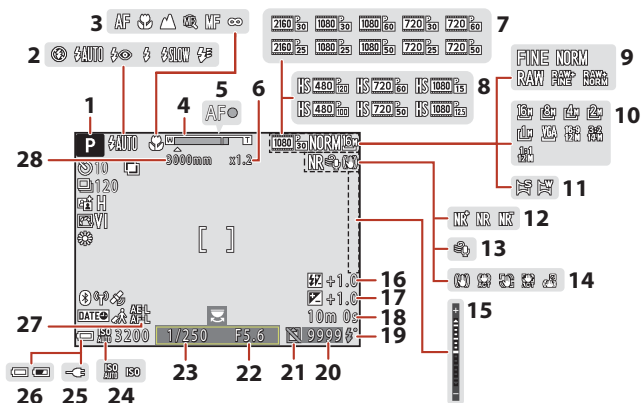 3 AF MF ∞
2160 P 30 1080 P 30 1080 P 60 720 P 30 720 P 60 7
2160 P 25 1080 P 25 1080 P 50 720 P 25 720 P 50
2 AUTO SLOW
HS 480 P 120 HS 720 P 60 HS 1080 P 15 8
HS 480 P 100 HS 720 P 50
FINE NORM 9
RAW RAW+ FINE RAW+ NORM
16M 8M 4M 2M 10
1M VGA 16:9 12M 3:2 14M
1:1 12M
1 4 5 6
AF
P AUTO W T 1080 P 30 NORM 16M
28 3000mm x1.2
NR
10
120
H
VI
11
NR+ NR NR- 12
13
14
15
+1.0 16
+1.0 17
10m 0s 18
DATE
27 AE-L AF-L
ISO 3200 1/250 F5.6 9999 19
26 25 24 ISO AUTO ISO 23 22 21 20